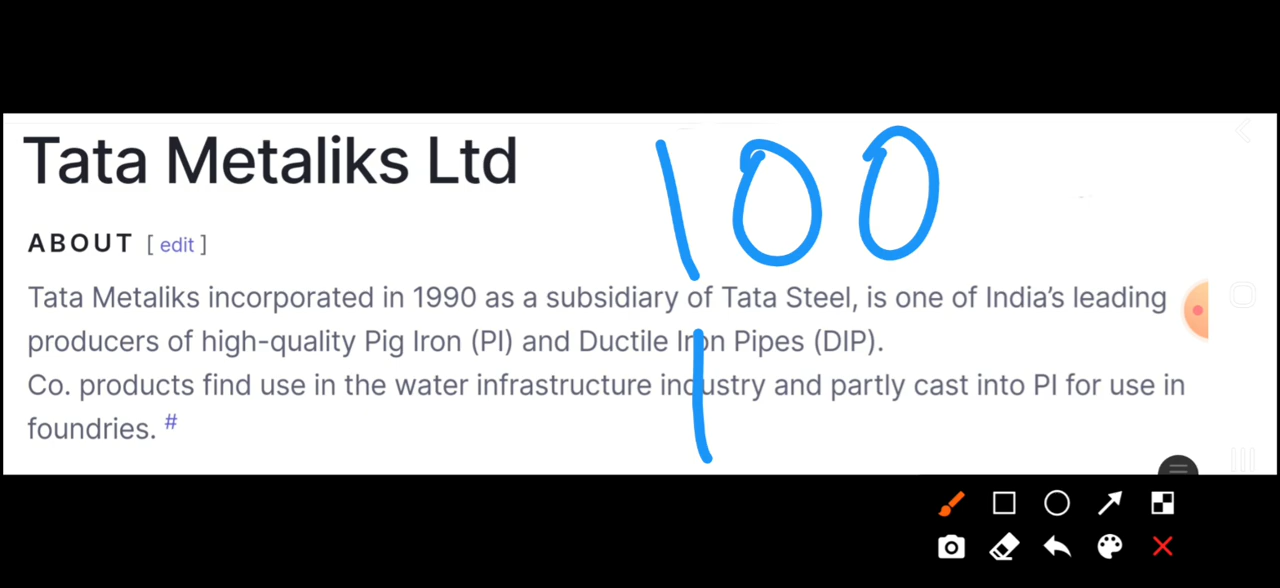 Tata Metaliks Ltd 100
ABOUT [ edit ]
Tata Metaliks incorporated in 1990 as a subsidiary of Tata Steel, is one of India’s leading
producers of high-quality Pig Iron (PI) and Ductile Iron Pipes (DIP).
1
Co. products find use in the water infrastructure industry and partly cast into PI for use in
foundries. #